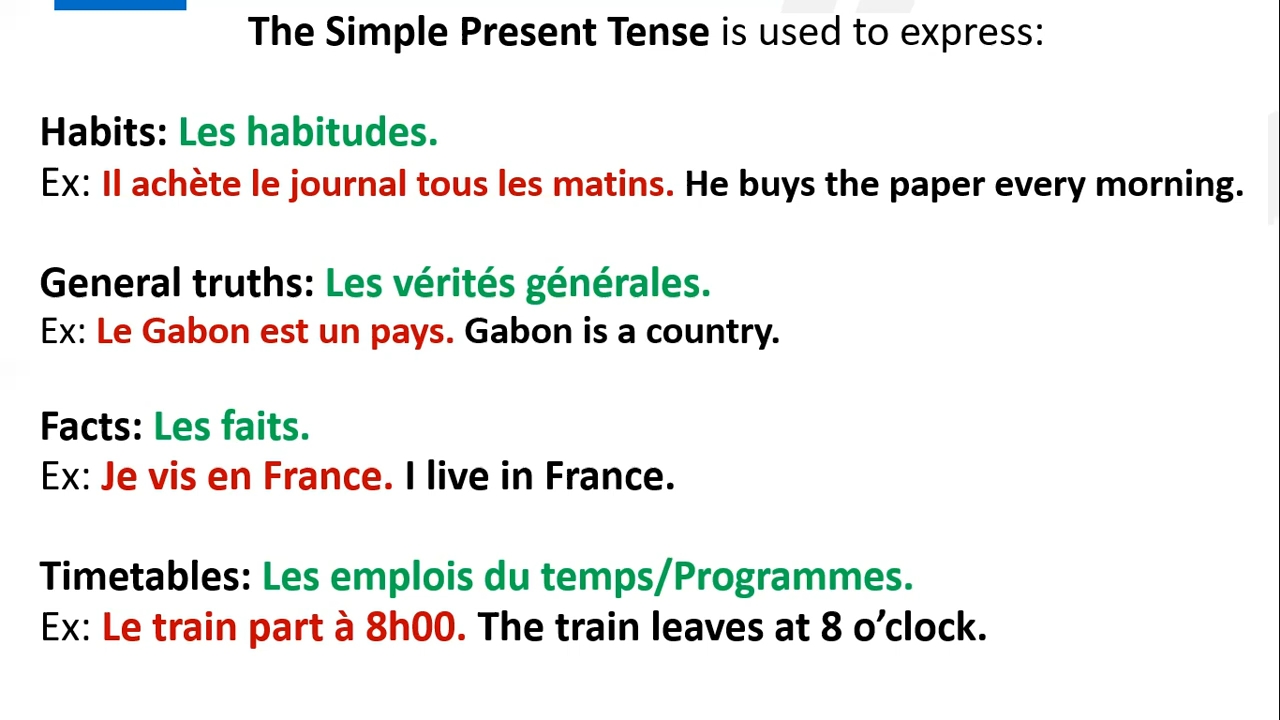 The Simple Present Tense is used to express:
Habits: Les habitudes.
Ex: Il achète le journal tous les matins. He buys the paper every morning.
General truths: Les vérités générales.
Ex: Le Gabon est un pays. Gabon is a country.
Facts: Les faits.
Ex: Je vis en France. I live in France.
Timetables: Les emplois du temps/Programmes.
Ex: Le train part à 8h00. The train leaves at 8 o’clock.